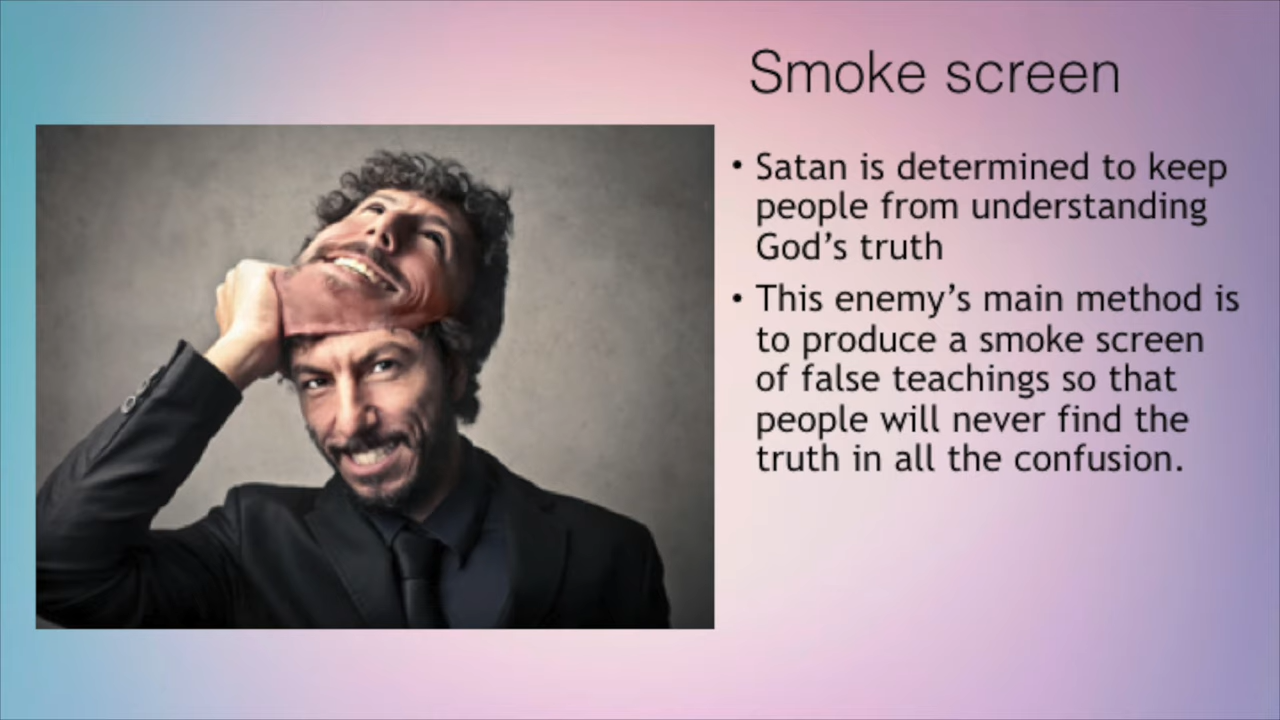 Smoke screen
• Satan is determined to keep
people from understanding
God’s truth
• This enemy’s main method is
to produce a smoke screen
of false teachings so that
people will never find the
truth in all the confusion.